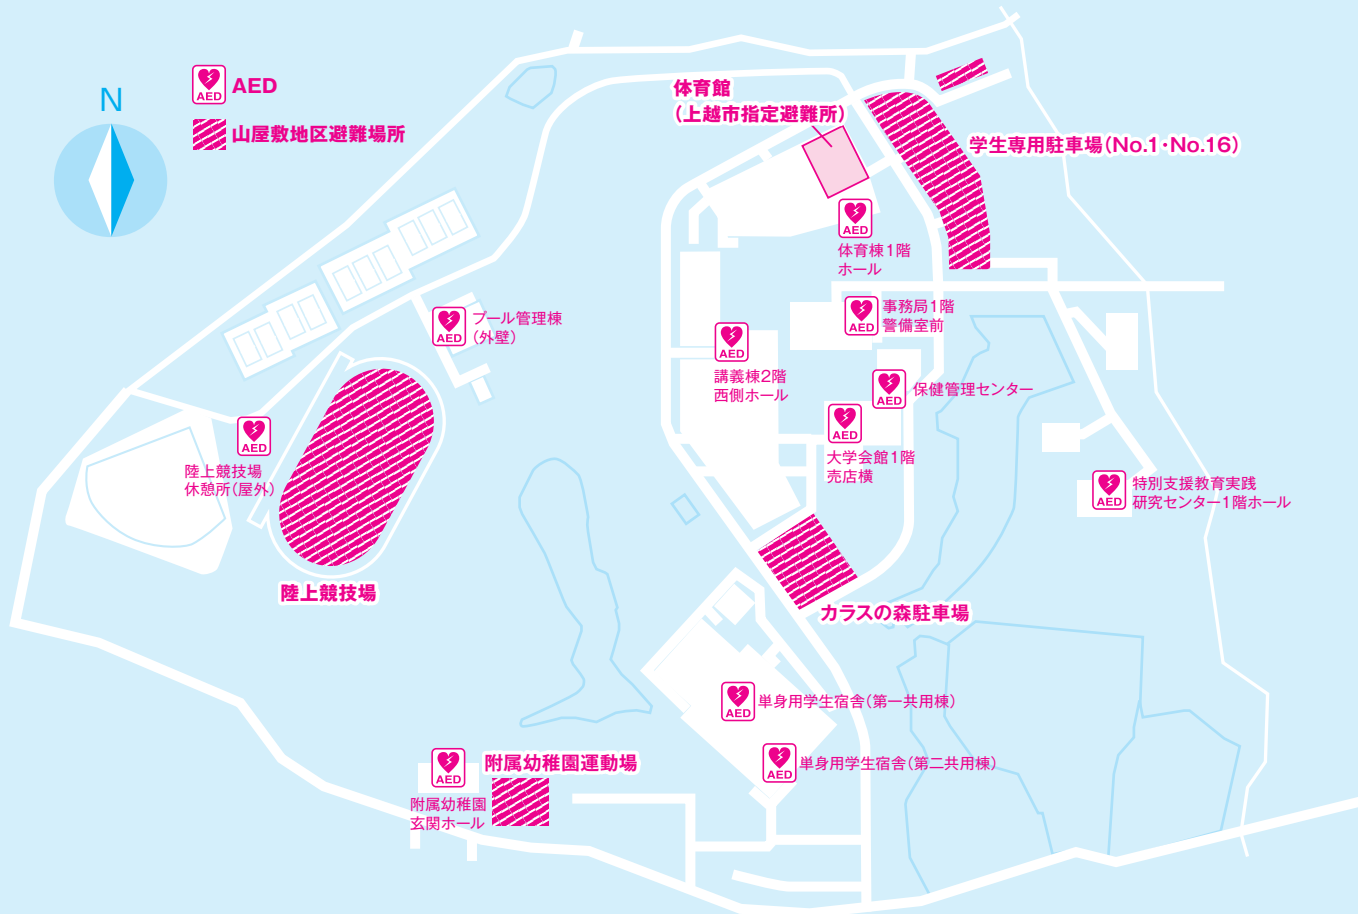 N
AED
AED
山屋敷地区避難場所
体育館
（上越市指定避難所）
学生専用駐車場（No.1・No.16）
AED
体育棟1階
ホール
AED
事務局1階
警備室前
AED
プール管理棟
（外壁）
AED
講義棟2階
西側ホール
AED
保健管理センター
AED
大学会館1階
売店横
AED
陸上競技場
休憩所（屋外）
AED
特別支援教育実践
研究センター1階ホール
陸上競技場
カラスの森駐車場
AED
単身用学生宿舎（第一共用棟）
AED
単身用学生宿舎（第二共用棟）
附属幼稚園運動場
AED
附属幼稚園
玄関ホール